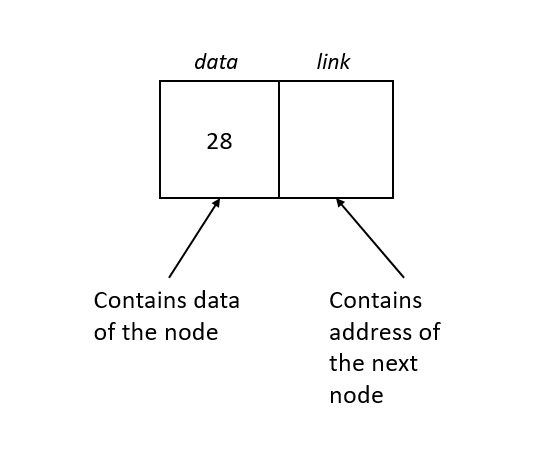 data link
28
Contains data
of the node
Contains
address of
the next
node